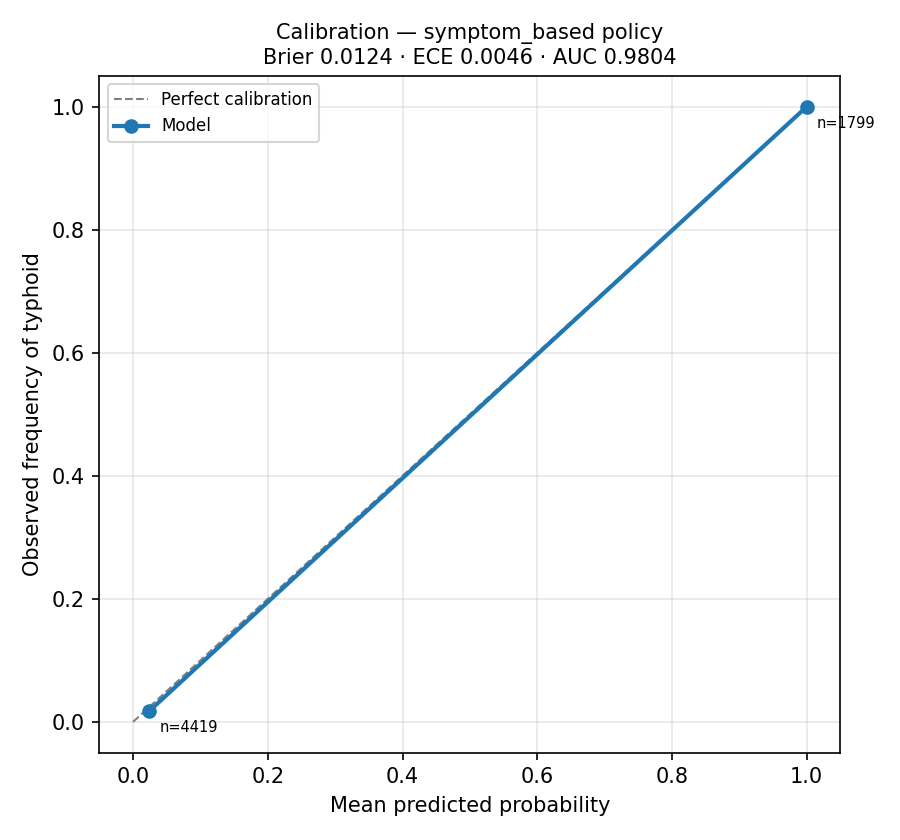 Calibration — symptom_based policy
Brier 0.0124 · ECE 0.0046 · AUC 0.9804
Perfect calibration
Model
n=1799
n=4419
1.0
0.8
0.6
0.4
0.2
0.0
Observed frequency of typhoid
0.0 0.2 0.4 0.6 0.8 1.0
Mean predicted probability